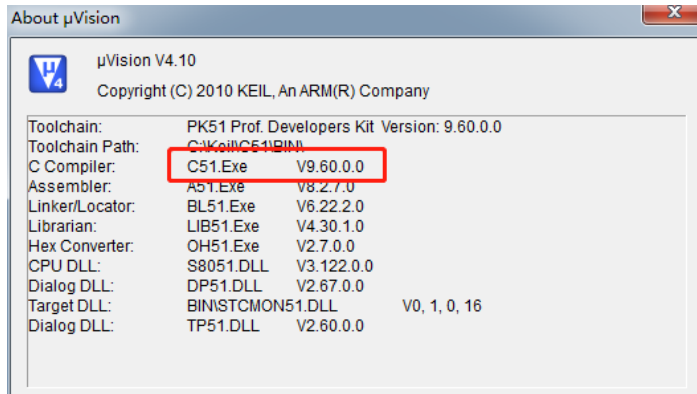 About µVision
µVision V4.10
Copyright (C) 2010 KEIL, An ARM(R) Company
Toolchain: PK51 Prof. Developers Kit Version: 9.60.0.0
Toolchain Path: C:\Keil\C51\BIN\
C Compiler: C51.Exe V9.60.0.0
Assembler: A51.Exe V8.2.7.0
Linker/Locator: BL51.Exe V6.22.2.0
Librarian: LIB51.Exe V4.30.1.0
Hex Converter: OH51.Exe V2.7.0.0
CPU DLL: S8051.DLL V3.122.0.0
Dialog DLL: DP51.DLL V2.67.0.0
Target DLL: BIN\STCMON51.DLL V0, 1, 0, 16
Dialog DLL: TP51.DLL V2.60.0.0